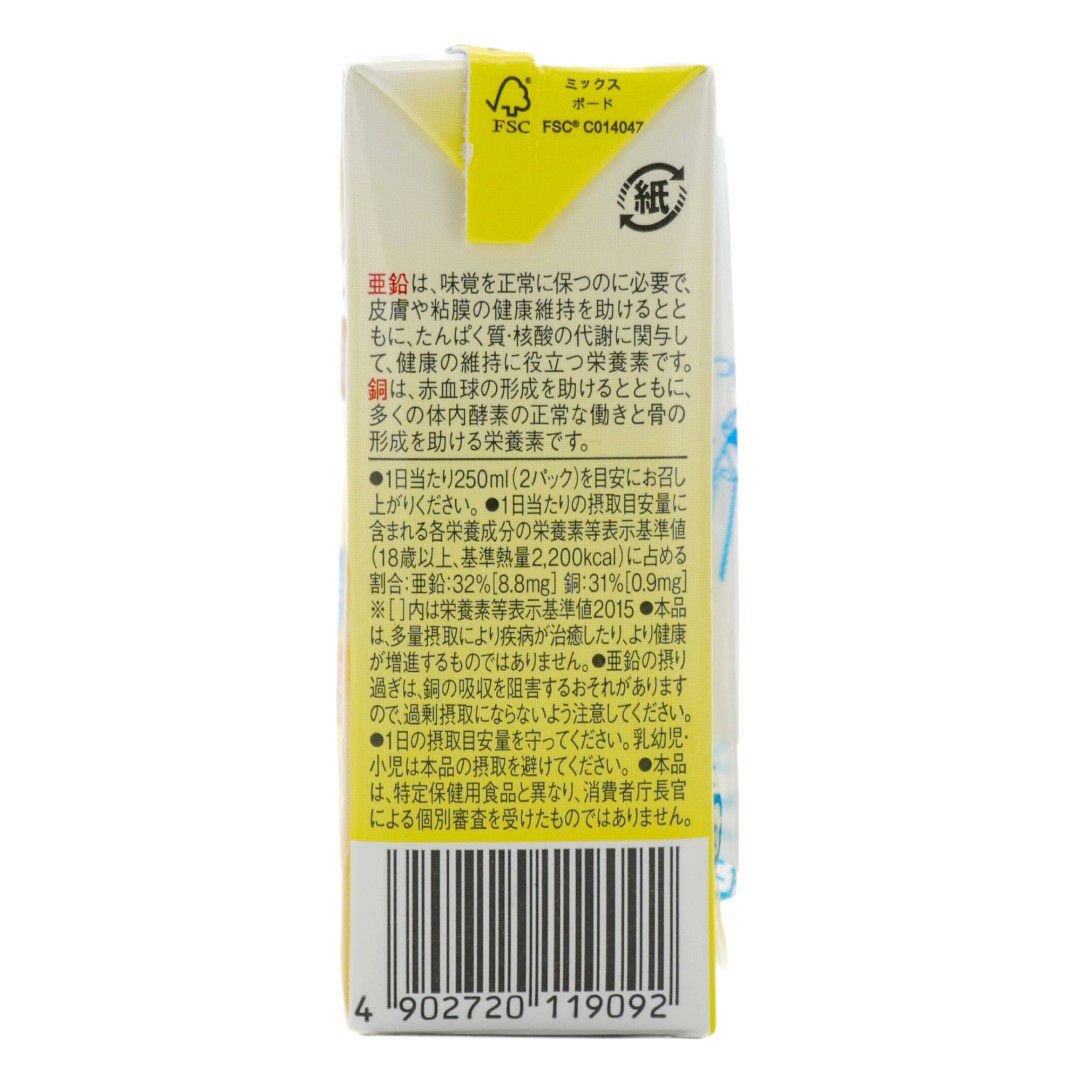 ミックス
ボード
FSC® C014047
FSC
紙
亜鉛は、味覚を正常に保つのに必要で、
皮膚や粘膜の健康維持を助けるとと
もに、たんぱく質・核酸の代謝に関与し
て、健康の維持に役立つ栄養素です。
銅は、赤血球の形成を助けるとともに、
多くの体内酵素の正常な働きと骨の
形成を助ける栄養素です。
●1日当たり250ml(2パック)を目安にお召し
上がりください。●1日当たりの摂取目安量に
含まれる各栄養成分の栄養素等表示基準値
(18歳以上、基準熱量2,200kcal)に占める
割合:亜鉛:32%[8.8mg] 銅:31%[0.9mg]
※[ ]内は栄養素等表示基準値2015 ●本品
は、多量摂取により疾病が治癒したり、より健康
が増進するものではありません。●亜鉛の摂り
過ぎは、銅の吸収を阻害するおそれがあります
ので、過剰摂取にならないよう注意してください。
●1日の摂取目安量を守ってください。乳幼児・
小児は本品の摂取を避けてください。●本品
は、特定保健用食品と異なり、消費者庁長官
による個別審査を受けたものではありません。
4 902720 119092